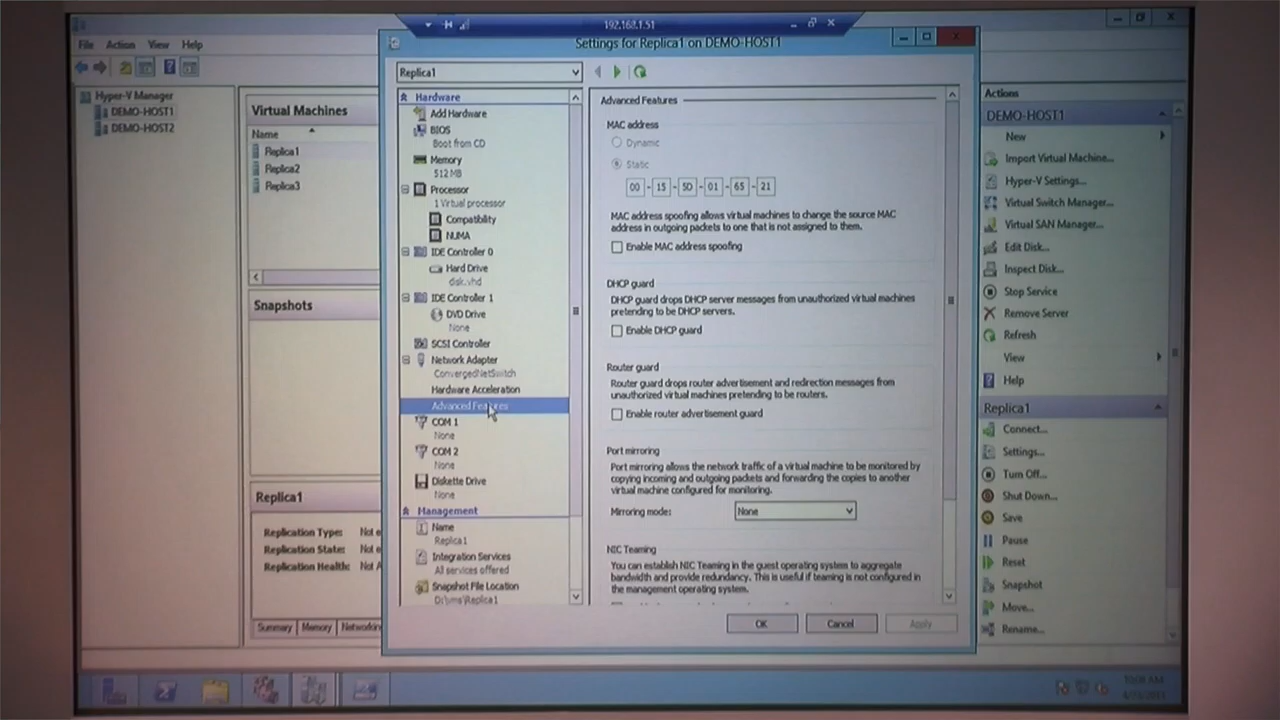 192.168.1.51
Settings for Replica1 on DEMO-HOST1
File Action View Help
Hyper-V Manager
DEMO-HOST1
DEMO-HOST2
Virtual Machines
Name
Replica1
Replica2
Replica3
Snapshots
Replica1
Replication Type: Not e
Replication State: Not e
Replication Health: Not A
Summary Memory Networking
Replica1
Hardware
Add Hardware
BIOS
Boot from CD
Memory
512 MB
Processor
1 Virtual processor
Compatibility
NUMA
IDE Controller 0
Hard Drive
disk.vhd
IDE Controller 1
DVD Drive
None
SCSI Controller
Network Adapter
ConvergedNetSwitch
Hardware Acceleration
Advanced Features
COM 1
None
COM 2
None
Diskette Drive
None
Management
Name
Replica1
Integration Services
All services offered
Snapshot File Location
D:\vms\Replica1
Advanced Features
MAC address
Dynamic
Static
00 - 15 - 5D - 01 - 65 - 21
MAC address spoofing allows virtual machines to change the source MAC
address in outgoing packets to one that is not assigned to them.
Enable MAC address spoofing
DHCP guard
DHCP guard drops DHCP server messages from unauthorized virtual machines
pretending to be DHCP servers.
Enable DHCP guard
Router guard
Router guard drops router advertisement and redirection messages from
unauthorized virtual machines pretending to be routers.
Enable router advertisement guard
Port mirroring
Port mirroring allows the network traffic of a virtual machine to be monitored by
copying incoming and outgoing packets and forwarding the copies to another
virtual machine configured for monitoring.
Mirroring mode: None
NIC Teaming
You can establish NIC Teaming in the guest operating system to aggregate
bandwidth and provide redundancy. This is useful if teaming is not configured in
the management operating system.
OK Cancel Apply
Actions
DEMO-HOST1
New
Import Virtual Machine...
Hyper-V Settings...
Virtual Switch Manager...
Virtual SAN Manager...
Edit Disk...
Inspect Disk...
Stop Service
Remove Server
Refresh
View
Help
Replica1
Connect...
Settings...
Turn Off...
Shut Down...
Save
Pause
Reset
Snapshot
Move...
Rename...